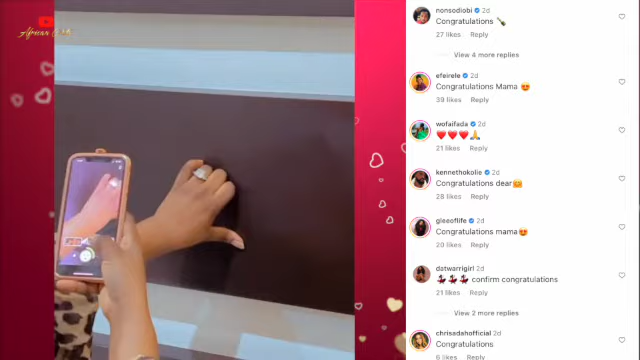 African
nonsodiobi 2d
Congratulations
27 likes Reply
View 4 more replies
efeirele 2d
Congratulations Mama 😍
39 likes Reply
wofaifada 2d
❤️❤️❤️🙏
21 likes Reply
kennethokolie 2d
Congratulations dear🤗
28 likes Reply
gleeoflife 2d
Congratulations mama😍
20 likes Reply
datwarrigirl 2d
💃💃💃 confirm congratulations
21 likes Reply
View 2 more replies
chrissdahofficial 2d
Congratulations
6 likes Reply